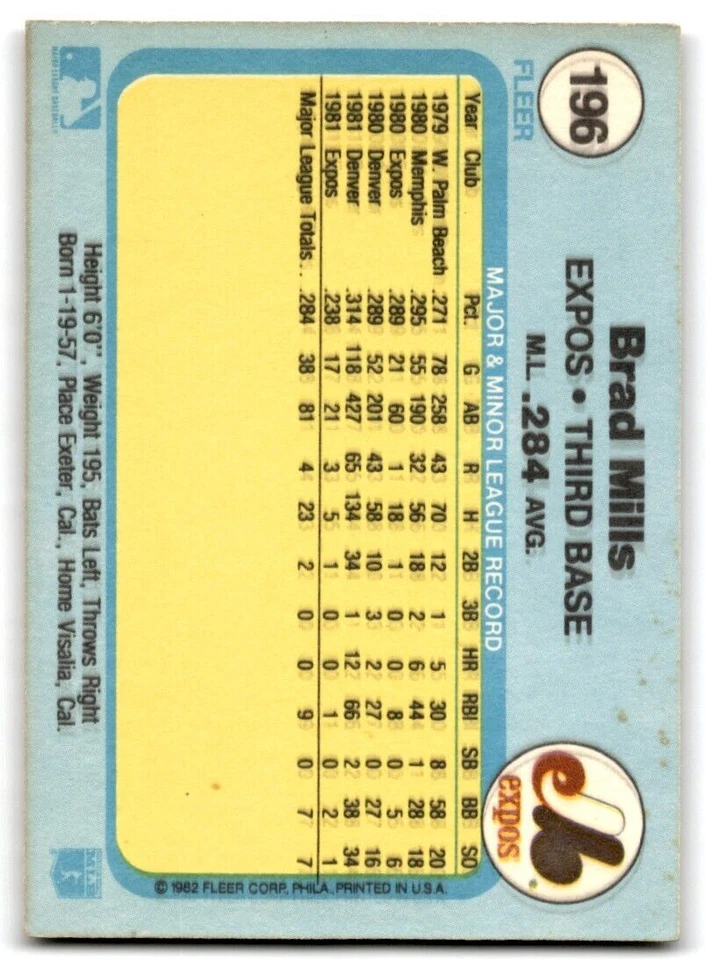 196
FLEER
Brad Mills
EXPOS • THIRD BASE
M.L. .284 AVG.
expos
MAJOR & MINOR LEAGUE RECORD
Year Club Pct. G AB R H 2B 3B HR RBI SB BB SO
1979 W. Palm Beach .271 78 258 43 70 12 1 5 30 8 58 20
1980 Memphis .295 55 190 32 56 18 2 6 44 1 28 18
1980 Expos .289 21 60 1 18 1 0 0 8 0 5 6
1980 Denver .289 52 201 43 58 10 3 2 27 0 27 16
1981 Denver .314 118 427 65 134 34 1 12 66 2 38 34
1981 Expos .238 17 21 3 5 1 0 0 1 0 2 1
Major League Totals . . .284 38 81 4 23 2 0 0 9 0 7 7
© 1982 FLEER CORP., PHILA., PRINTED IN U.S.A.
Height 6'0", Weight 195, Bats Left, Throws Right
Born 1-19-57, Place Exeter, Cal., Home Visalia, Cal.
MAJOR LEAGUE BASEBALL